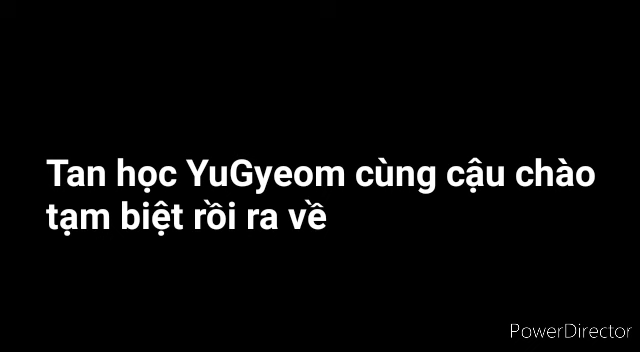 Tan học YuGyeom cùng cậu chào
tạm biệt rồi ra về
PowerDirector